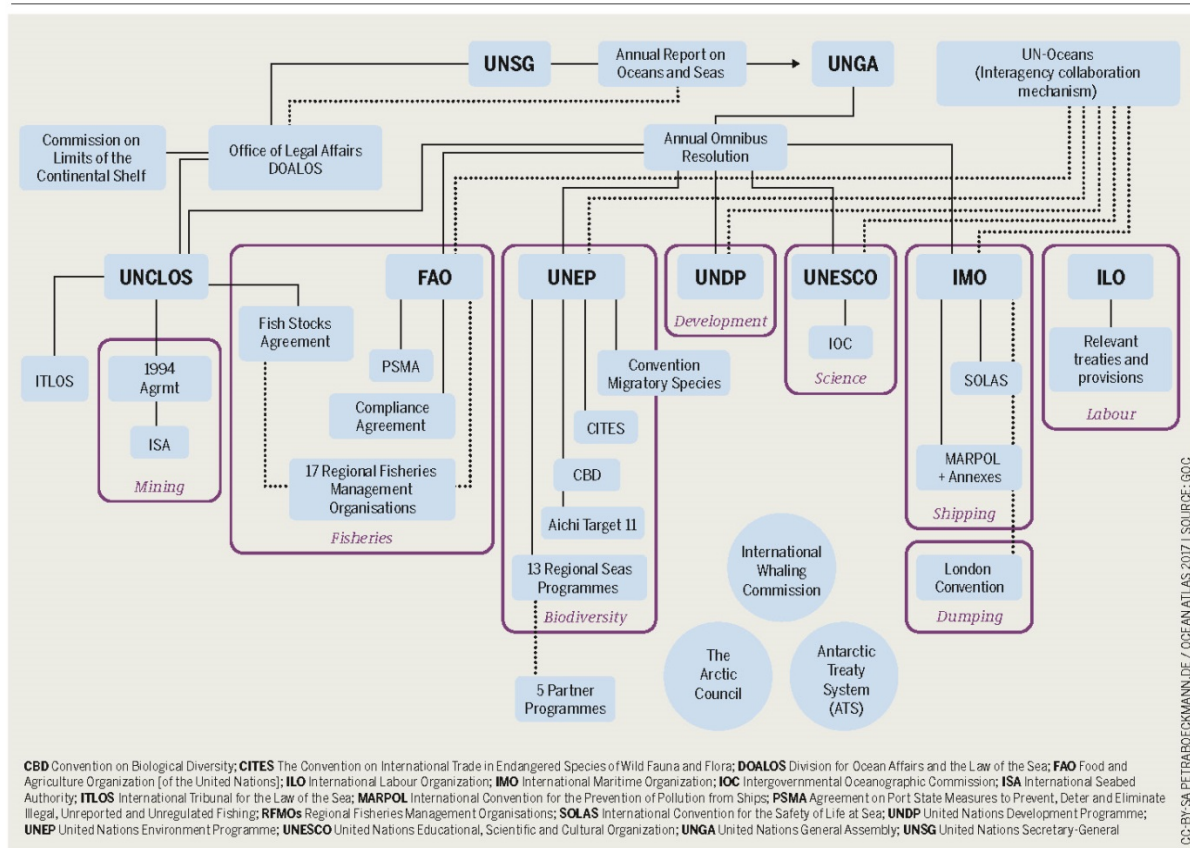 UNSG
Annual Report on
Oceans and Seas
UNGA
UN-Oceans
(Interagency collaboration
mechanism)
Commission on
Limits of the
Continental Shelf
Office of Legal Affairs
DOALOS
Annual Omnibus
Resolution
UNCLOS
FAO
UNEP
UNDP
UNESCO
IMO
ILO
Fish Stocks
Agreement
Development
IOC
Relevant
treaties and
provisions
ITLOS
1994
Agrmt
PSMA
Convention
Migratory Species
Science
SOLAS
Labour
Compliance
Agreement
CITES
ISA
Mining
17 Regional Fisheries
Management
Organisations
CBD
MARPOL
+ Annexes
Shipping
Fisheries
Aichi Target 11
13 Regional Seas
Programmes
Biodiversity
International
Whaling
Commission
London
Convention
Dumping
The
Arctic
Council
Antarctic
Treaty
System
(ATS)
5 Partner
Programmes
CBD Convention on Biological Diversity; CITES The Convention on International Trade in Endangered Species of Wild Fauna and Flora; DOALOS Division for Ocean Affairs and the Law of the Sea; FAO Food and
Agriculture Organization [of the United Nations]; ILO International Labour Organization; IMO International Maritime Organization; IOC Intergovernmental Oceanographic Commission; ISA International Seabed
Authority; ITLOS International Tribunal for the Law of the Sea; MARPOL International Convention for the Prevention of Pollution from Ships; PSMA Agreement on Port State Measures to Prevent, Deter and Eliminate
Illegal, Unreported and Unregulated Fishing; RFMOs Regional Fisheries Management Organisations; SOLAS International Convention for the Safety of Life at Sea; UNDP United Nations Development Programme;
UNEP United Nations Environment Programme; UNESCO United Nations Educational, Scientific and Cultural Organization; UNGA United Nations General Assembly; UNSG United Nations Secretary-General
CC-BY-SA PETRABOECKMANN.DE / OCEAN ATLAS 2017 | SOURCE: GOC